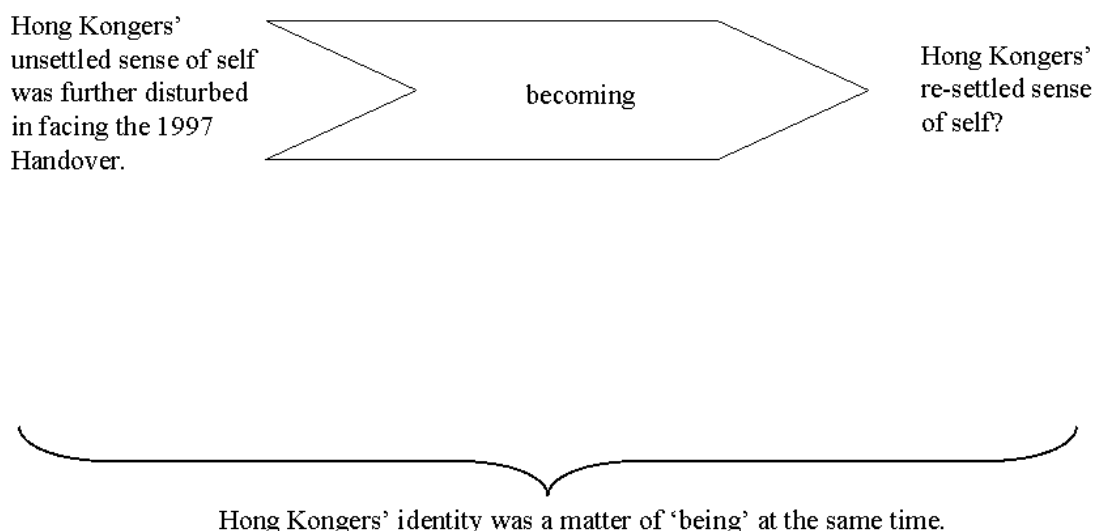 Hong Kongers’
unsettled sense of self
was further disturbed
in facing the 1997
Handover.
becoming
Hong Kongers’
re-settled sense
of self?
Hong Kongers’ identity was a matter of ‘being’ at the same time.